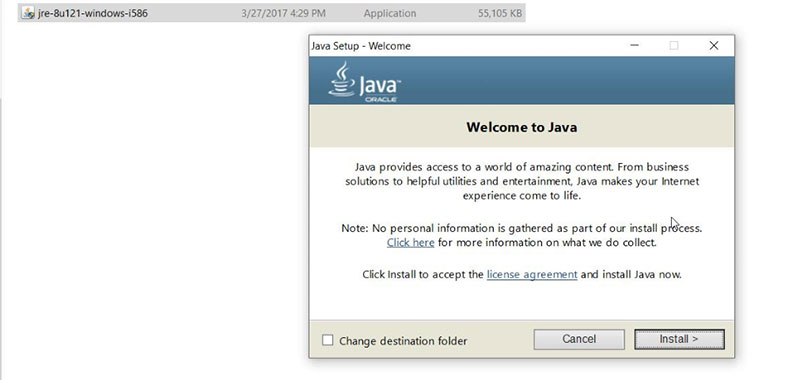 jre-8u121-windows-i586 3/27/2017 4:29 PM Application 55,105 KB
Java Setup - Welcome
Java™
ORACLE
Welcome to Java
Java provides access to a world of amazing content. From business
solutions to helpful utilities and entertainment, Java makes your Internet
experience come to life.
Note: No personal information is gathered as part of our install process.
Click here for more information on what we do collect.
Click Install to accept the license agreement and install Java now.
Change destination folder
Cancel
Install >